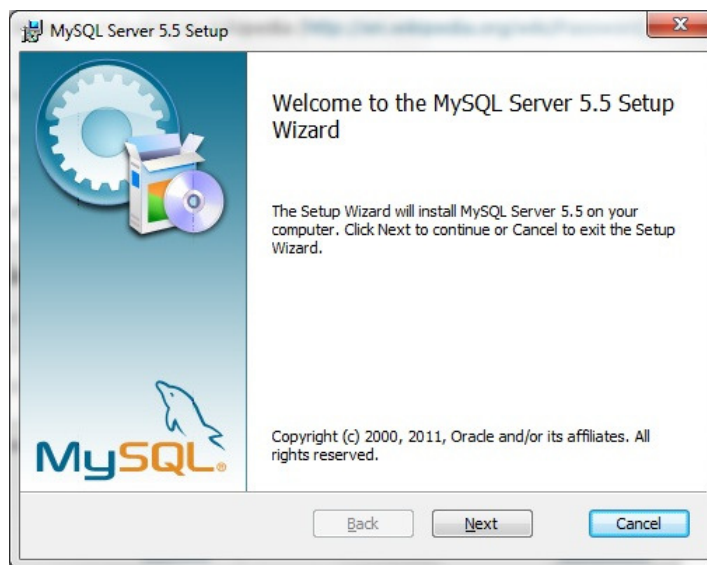 MySQL Server 5.5 Setup
Welcome to the MySQL Server 5.5 Setup
Wizard
The Setup Wizard will install MySQL Server 5.5 on your
computer. Click Next to continue or Cancel to exit the Setup
Wizard.
MySQL®
Copyright (c) 2000, 2011, Oracle and/or its affiliates. All
rights reserved.
Back Next Cancel